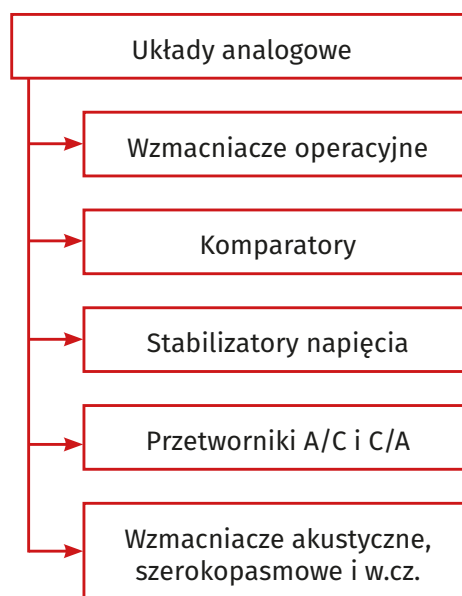 Układy analogowe
Wzmacniacze operacyjne
Komparatory
Stabilizatory napięcia
Przetworniki A/C i C/A
Wzmacniacze akustyczne,
szerokopasmowe i w.cz.